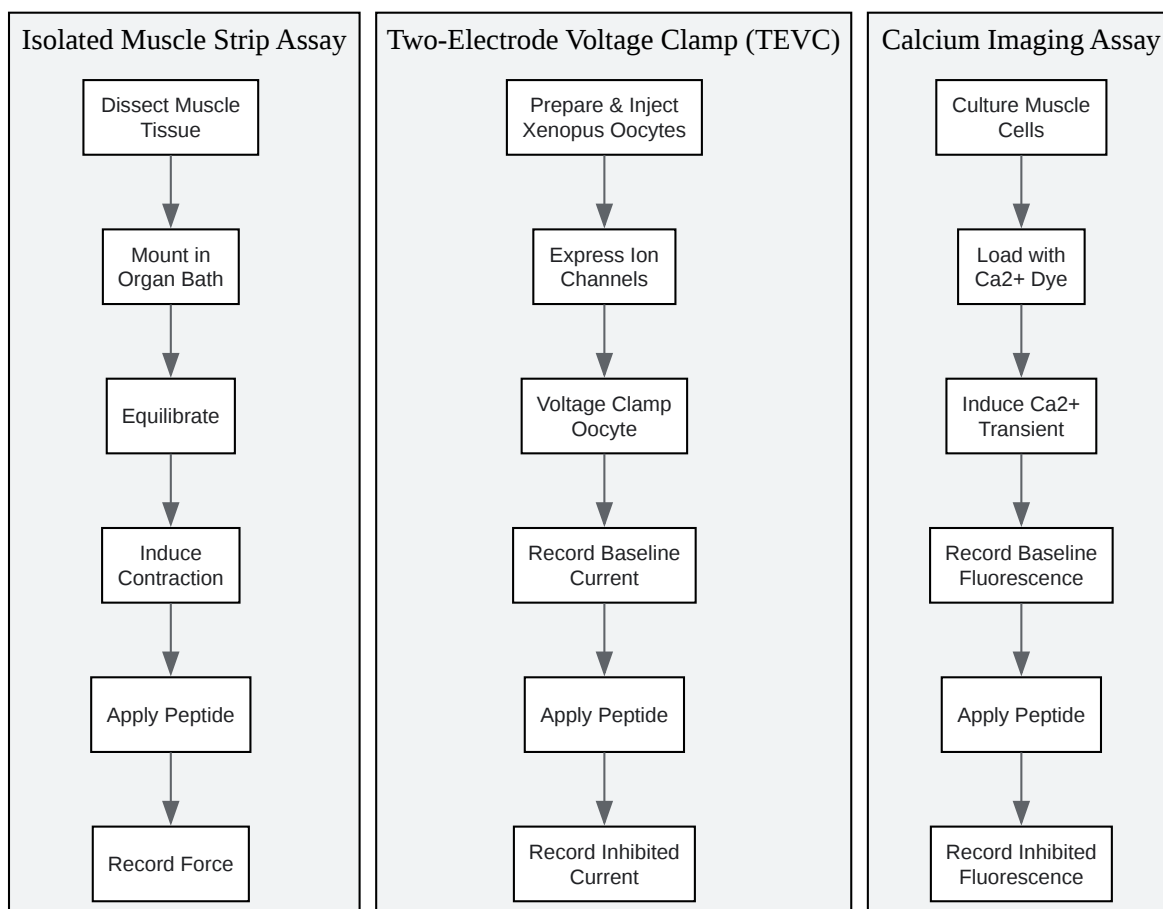 Isolated Muscle Strip Assay
Dissect Muscle
Tissue
Mount in
Organ Bath
Equilibrate
Induce
Contraction
Apply Peptide
Record Force
Two-Electrode Voltage Clamp (TEVC)
Prepare & Inject
Xenopus Oocytes
Express Ion
Channels
Voltage Clamp
Oocyte
Record Baseline
Current
Apply Peptide
Record Inhibited
Current
Calcium Imaging Assay
Culture Muscle
Cells
Load with
Ca2+ Dye
Induce Ca2+
Transient
Record Baseline
Fluorescence
Apply Peptide
Record Inhibited
Fluorescence